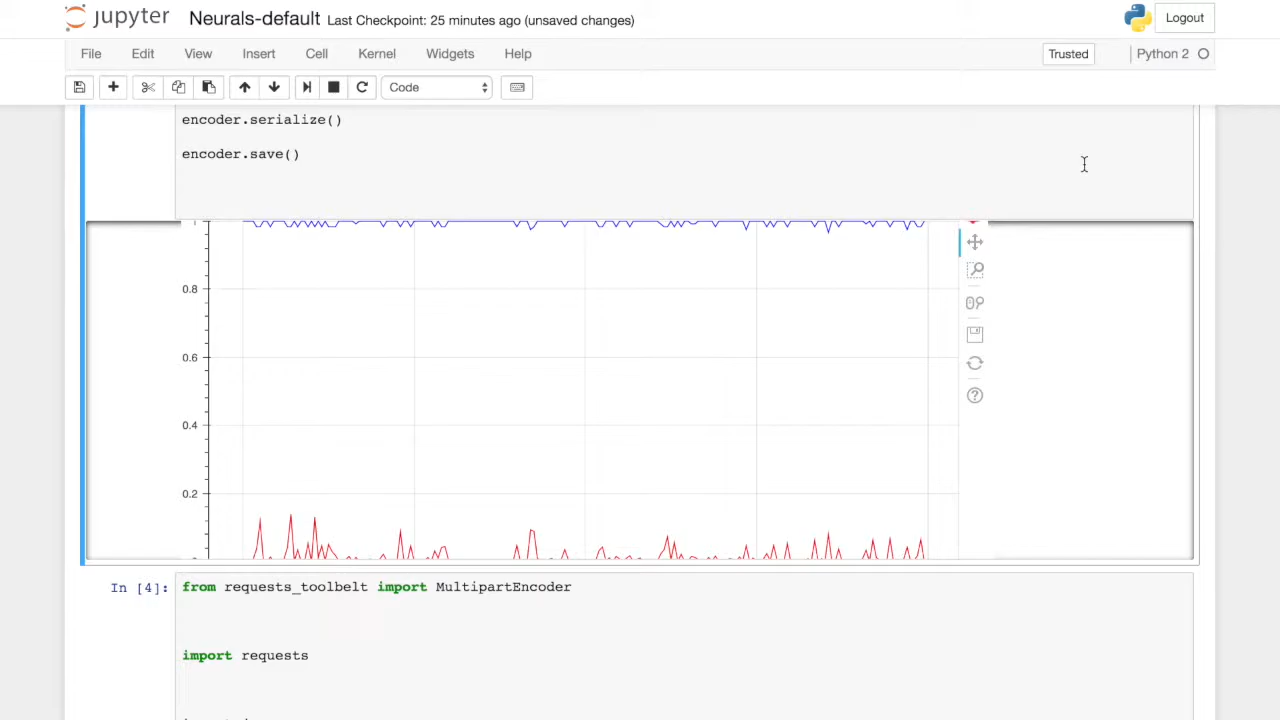 jupyter Neurals-default Last Checkpoint: 25 minutes ago (unsaved changes) Logout
File Edit View Insert Cell Kernel Widgets Help Trusted Python 2
Code
encoder.serialize()
encoder.save()
0.8
0.6
0.4
0.2
In [4]: from requests_toolbelt import MultipartEncoder
import requests